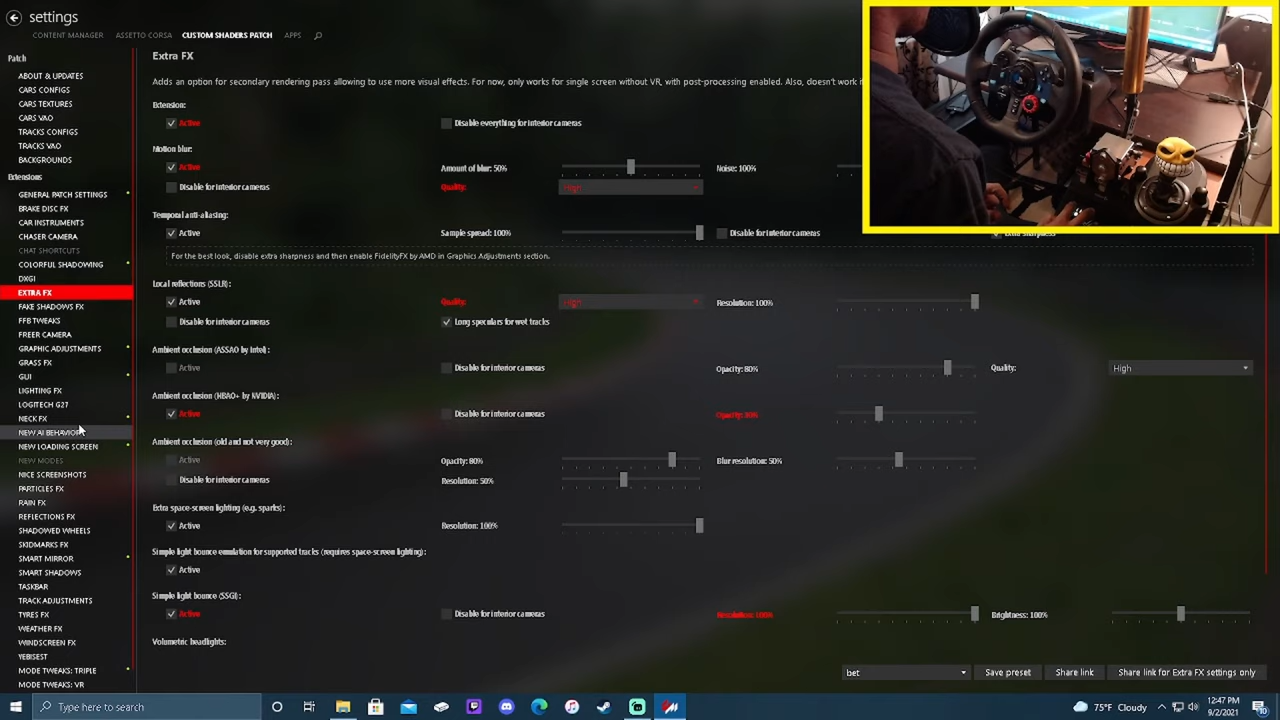 settings
CONTENT MANAGER ASSETTO CORSA CUSTOM SHADERS PATCH APPS
Patch
ABOUT & UPDATES
CARS CONFIGS
CARS TEXTURES
CARS VAO
TRACKS CONFIGS
TRACKS VAO
BACKGROUNDS
Extensions
GENERAL PATCH SETTINGS
BRAKE DISC FX
CAR INSTRUMENTS
CHASER CAMERA
CHAT SHORTCUTS
COLORFUL SHADOWING
DXGI
EXTRA FX
FAKE SHADOWS FX
FFB TWEAKS
FREER CAMERA
GRAPHIC ADJUSTMENTS
GRASS FX
GUI
LIGHTING FX
LOGITECH G27
NECK FX
NEW AI BEHAVIOR
NEW LOADING SCREEN
NEW MODES
NICE SCREENSHOTS
PARTICLES FX
RAIN FX
REFLECTIONS FX
SHADOWED WHEELS
SKIDMARKS FX
SMART MIRROR
SMART SHADOWS
TASKBAR
TRACK ADJUSTMENTS
TYRES FX
WEATHER FX
WINDSCREEN FX
YEBISEST
MODE TWEAKS: TRIPLE
MODE TWEAKS: VR
Extra FX
Adds an option for secondary rendering pass allowing to use more visual effects. For now, only works for single screen without VR, with post-processing enabled. Also, doesn't work
Extension:
Active Disable everything for interior cameras
Motion blur:
Active Amount of blur: 50% Noise: 100%
Disable for interior cameras Quality: High
Temporal anti-aliasing:
Active Sample spread: 100% Disable for interior cameras
For the best look, disable extra sharpness and then enable FidelityFX by AMD in Graphics Adjustments section.
Local reflections (SSLR):
Active Quality: High Resolution: 100%
Disable for interior cameras Long speculars for wet tracks
Ambient occlusion (ASSAO by Intel):
Active Disable for interior cameras Opacity: 80% Quality: High
Ambient occlusion (HBAO+ by NVIDIA):
Active Disable for interior cameras
Ambient occlusion (old and not very good):
Active Opacity: 80% Blur resolution: 50%
Disable for interior cameras Resolution: 50%
Extra space-screen lighting (e.g. sparks):
Active Resolution: 100%
Simple light bounce emulation for supported tracks (requires space-screen lighting):
Active
Simple light bounce (SSGI):
Active Disable for interior cameras Resolution: 100% Brightness: 100%
Volumetric headlights:
bet Save preset Share link Share link for Extra FX settings only
Type here to search 75°F Cloudy 12:47 PM
9/2/2021 10